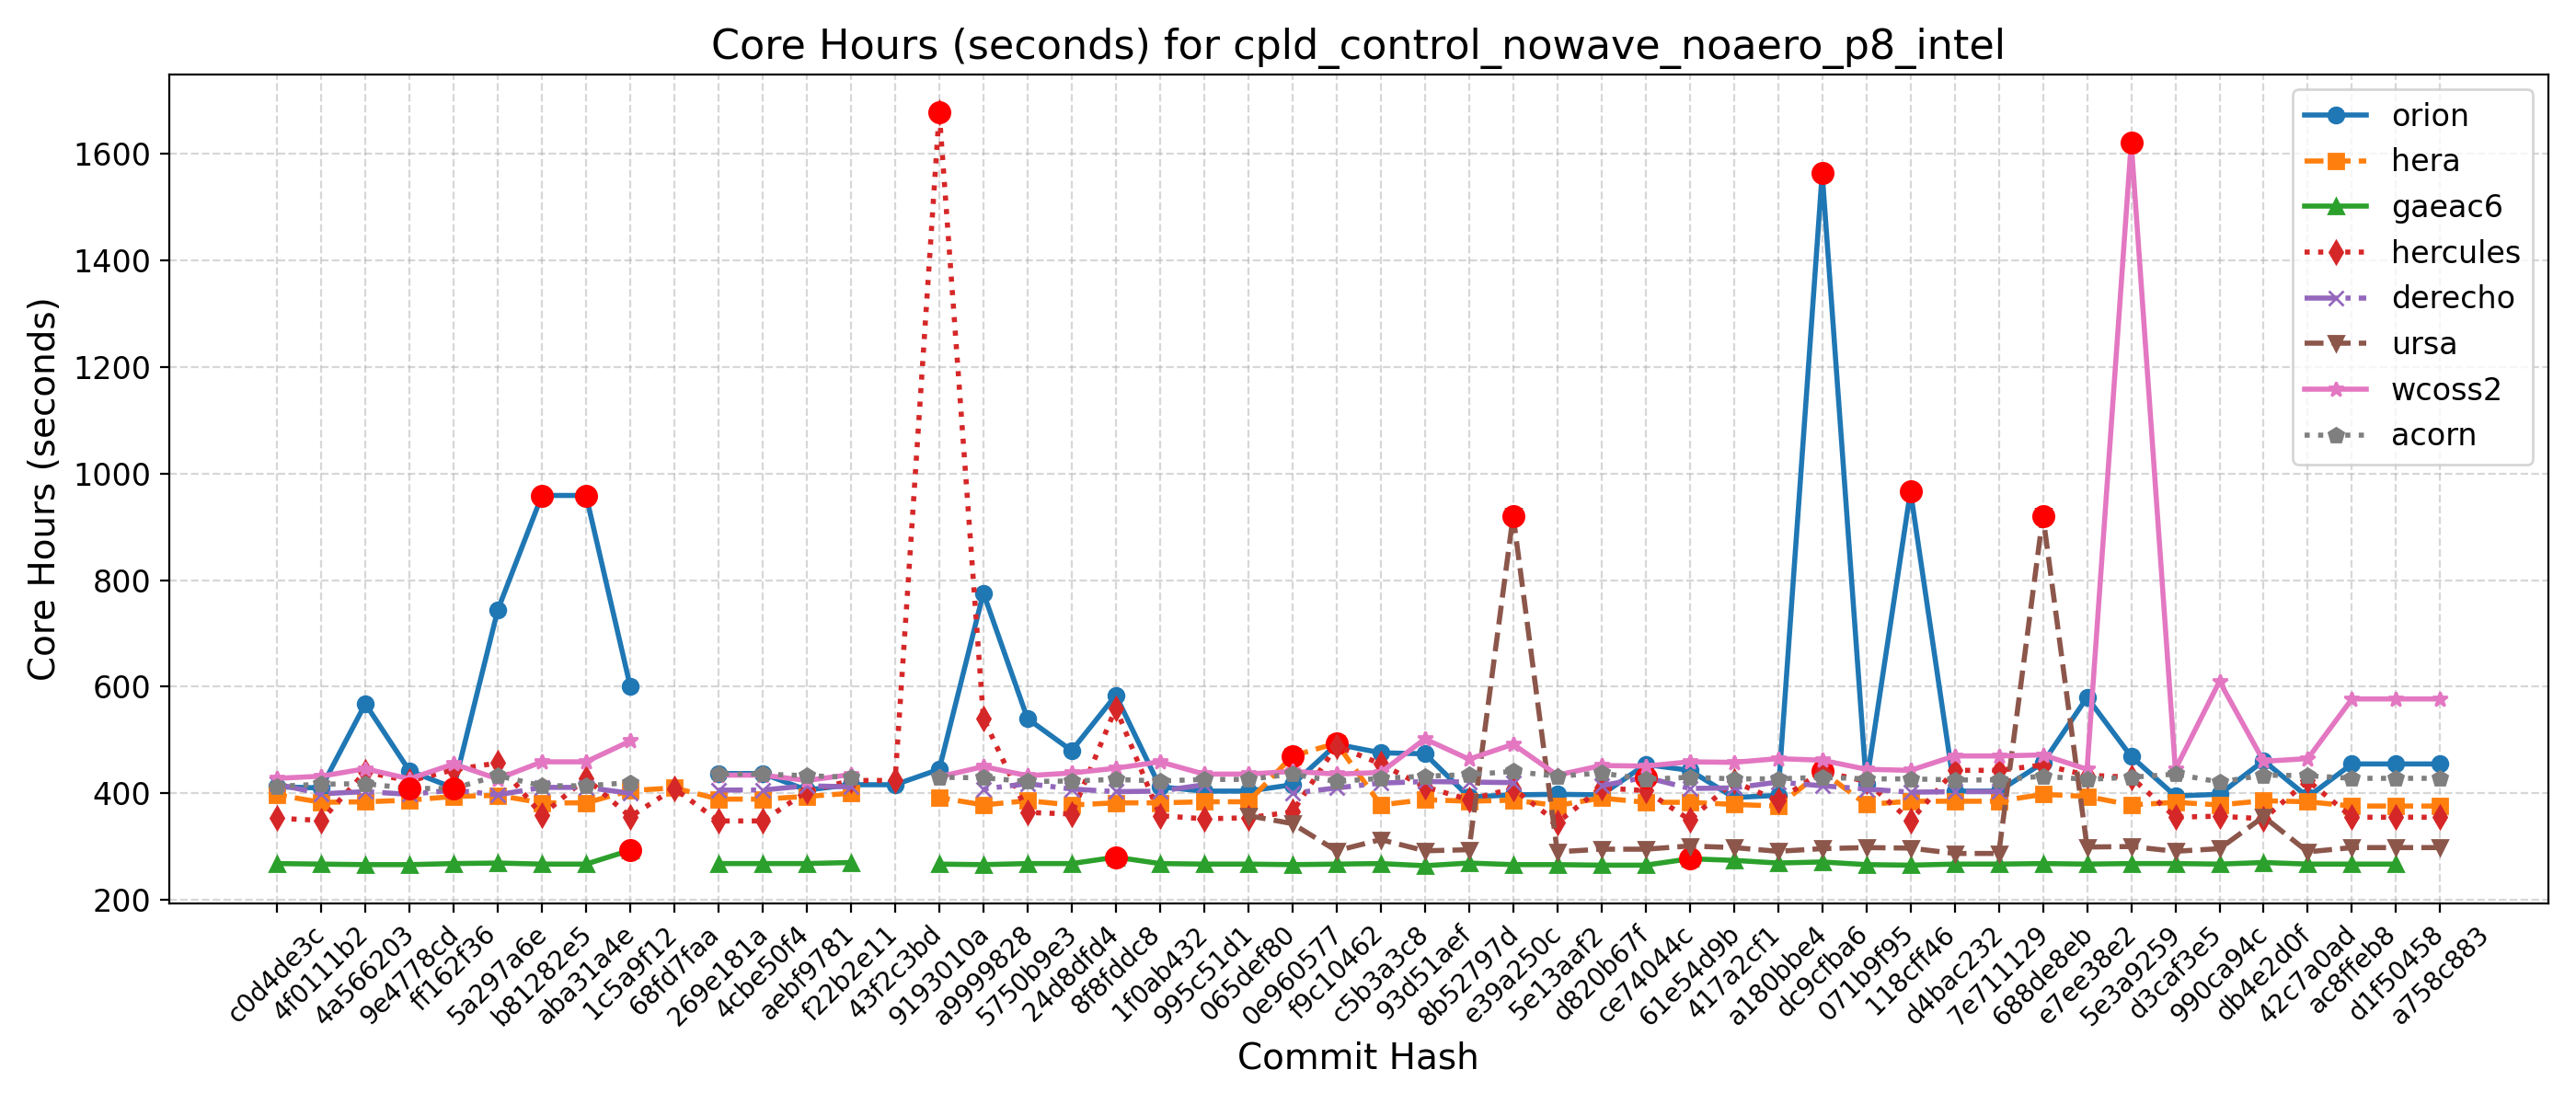 Core Hours (seconds) for cpld_control_nowave_noaero_p8_intel
Core Hours (seconds)
1600
1400
1200
1000
800
600
400
200
orion
hera
gaeac6
hercules
derecho
ursa
wcoss2
acorn
c0d4de3c
4f0111b2
4a566203
9e4778cd
ff162f36
5a297a6e
b81282e5
aba31a4e
1c5a9f12
68fd7faa
269e181a
4cbe50f4
aebf9781
f22b2e11
43f2c3bd
9193010a
a9999828
5750b9e3
24d8dfd4
8f8fddc8
1f0ab432
995c51d1
065def80
0e960577
f9c10462
c5b3a3c8
93d51aef
8b52797d
e39a250c
5e13aaf2
d820b67f
ce74044c
61e54d9b
417a2cf1
a180bbe4
dc9cfba6
071b9f95
118cff46
d4bac232
7e711129
688de8eb
e7ee38e2
5e3a9259
d3caf3e5
990ca94c
db4e2d0f
42c7a0ad
ac8ffeb8
d1f50458
a758c883
Commit Hash